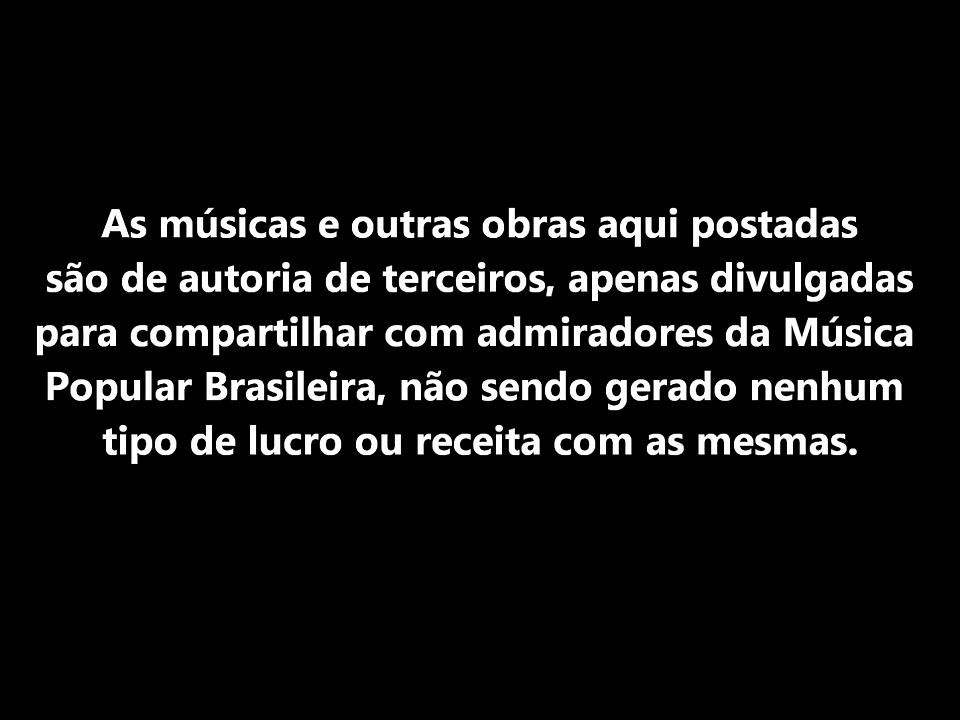 As músicas e outras obras aqui postadas
são de autoria de terceiros, apenas divulgadas
para compartilhar com admiradores da Música
Popular Brasileira, não sendo gerado nenhum
tipo de lucro ou receita com as mesmas.